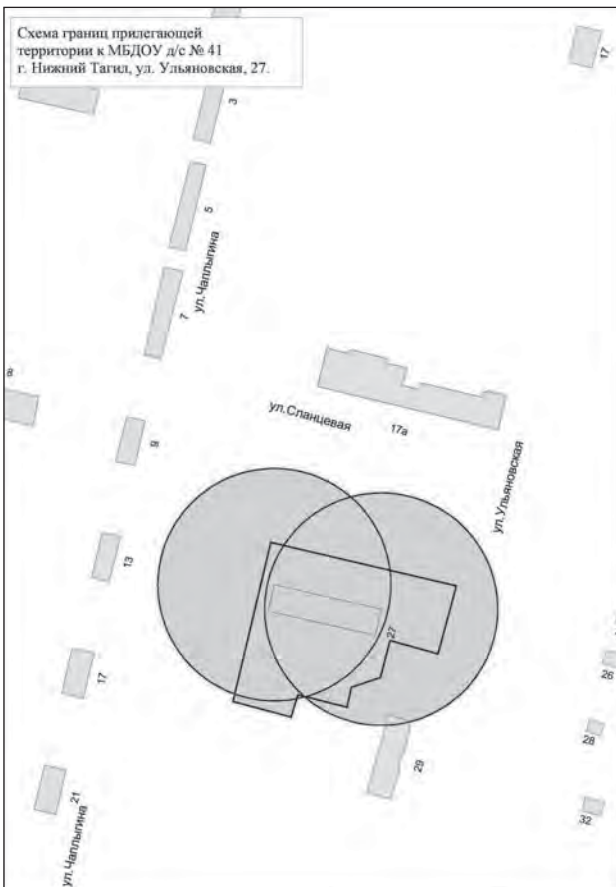 Схема границ прилегающей
территории к МБДОУ д/с № 41
г. Нижний Тагил, ул. Ульяновская, 27.
17
3
5
ул.Чаплыгина
7
8
ул.Сланцевая
17а
9
ул.Ульяновская
13
27
17
26
28
29
21
32
ул.Чаплыгина